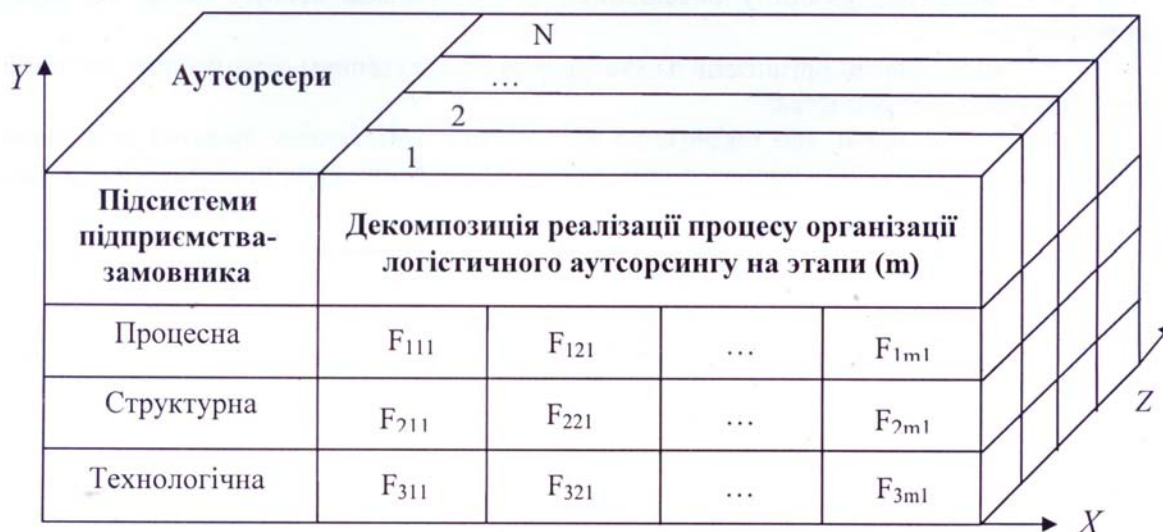 N
Y
Аутсорсери
…
2
1
Підсистеми
підприємства-
замовника
Декомпозиція реалізації процесу організації
логістичного аутсорсингу на этапи (m)
Процесна F₁₁₁ F₁₂₁ … F₁ₘ₁
Структурна F₂₁₁ F₂₂₁ … F₂ₘ₁
Z
Технологічна F₃₁₁ F₃₂₁ … F₃ₘ₁
X